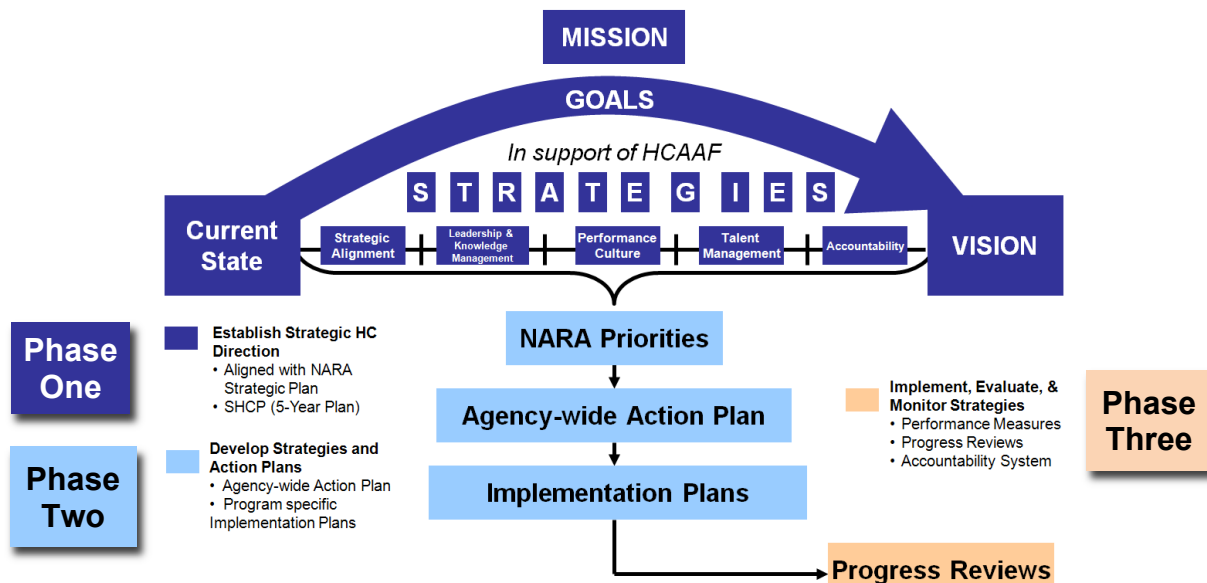 MISSION
GOALS
In support of HCAAF
S T R A T E G I E S
Current
State
Strategic
Alignment
Leadership &
Knowledge
Management
Performance
Culture
Talent
Management
Accountability
VISION
Phase
One
Establish Strategic HC
Direction
• Aligned with NARA
Strategic Plan
• SHCP (5-Year Plan)
Phase
Two
Develop Strategies and
Action Plans
• Agency-wide Action Plan
• Program specific
Implementation Plans
NARA Priorities
Agency-wide Action Plan
Implementation Plans
Progress Reviews
Implement, Evaluate, &
Monitor Strategies
• Performance Measures
• Progress Reviews
• Accountability System
Phase
Three